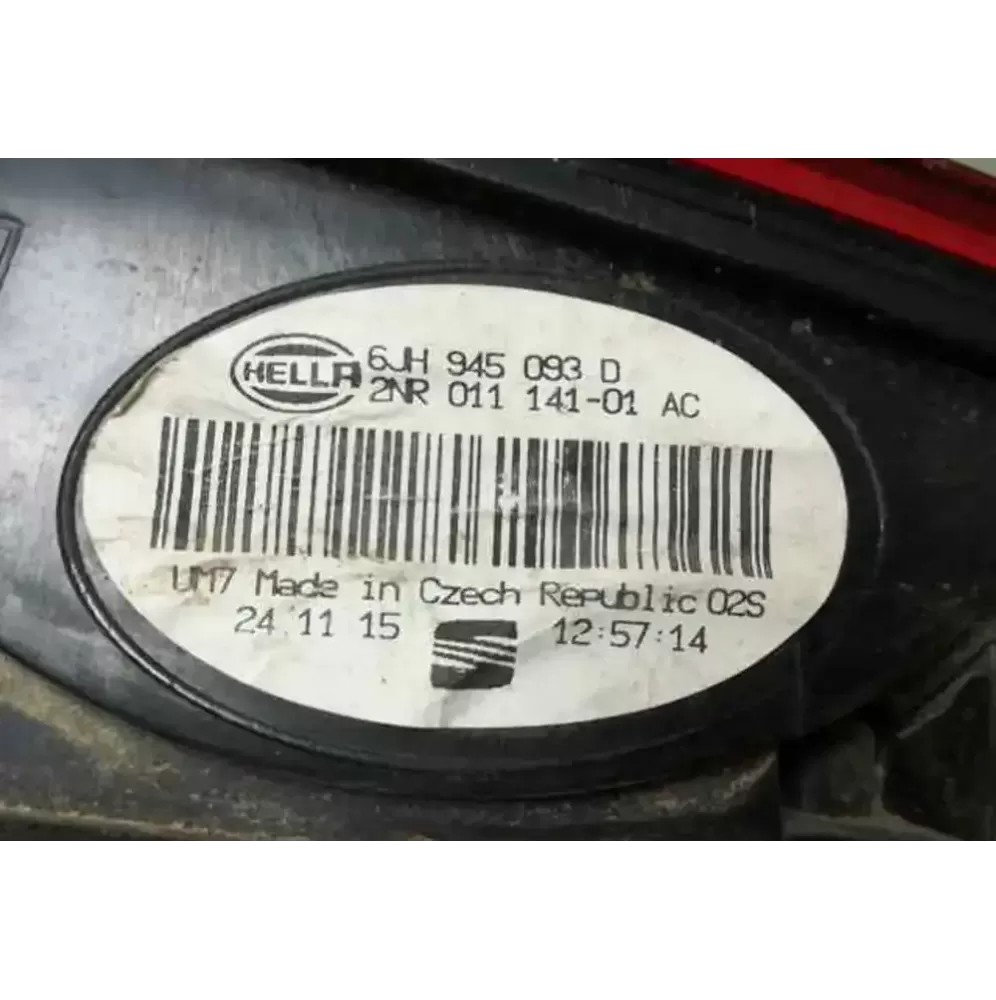 HELLA
6JH 945 093 D
2NR 011 141-01 AC
UM7 Made in Czech Republic 02S
24 11 15
12:57:14